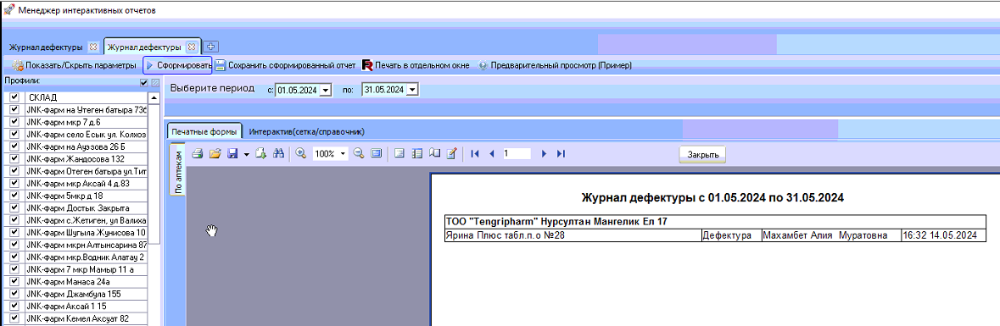 Менеджер интерактивных отчетов
Журнал дефектуры Журнал дефектуры
Показать/Скрыть параметры Сформировать Сохранить сформированный отчет Печать в отдельном окне Предварительный просмотр (Пример)
Профили:
СКЛАД
JNK-фарм на Утеген батыра 73б
JNK-фарм мкр 7 д.6
JNK-фарм село Есык ул. Колхоз
JNK-фарм на Ауэзова 26 Б
JNK-фарм Жандосова 132
JNK-фарм Отеген батыра ул.Тит
JNK-фарм мкр Аксай 4 д.83
JNK-фарм 5мкр д 18
JNK-фарм Достык Закрыта
JNK-фарм с.Жетиген, ул Валиха
JNK-фарм Шугыла Жунисова 10
JNK-фарм мкрн Алтынсарина 87
JNK-фарм мкр.Водник Алатау 2
JNK-фарм 7 мкр Мамыр 11 а
JNK-фарм Манаса 24а
JNK-фарм Джамбула 155
JNK-фарм Аксай 1 15
JNK-фарм Кемел Аксуат 82
Выберите период с: 01.05.2024 по: 31.05.2024
Печатные формы Интерактив(сетка/справочник)
100% 1 Закрыть
По аптекам
Журнал дефектуры с 01.05.2024 по 31.05.2024
ТОО "Tengripharm" Нурсултан Мангелик Ел 17
Ярина Плюс табл.п.о №28 Дефектура Махамбет Алия Муратовна 16:32 14.05.2024